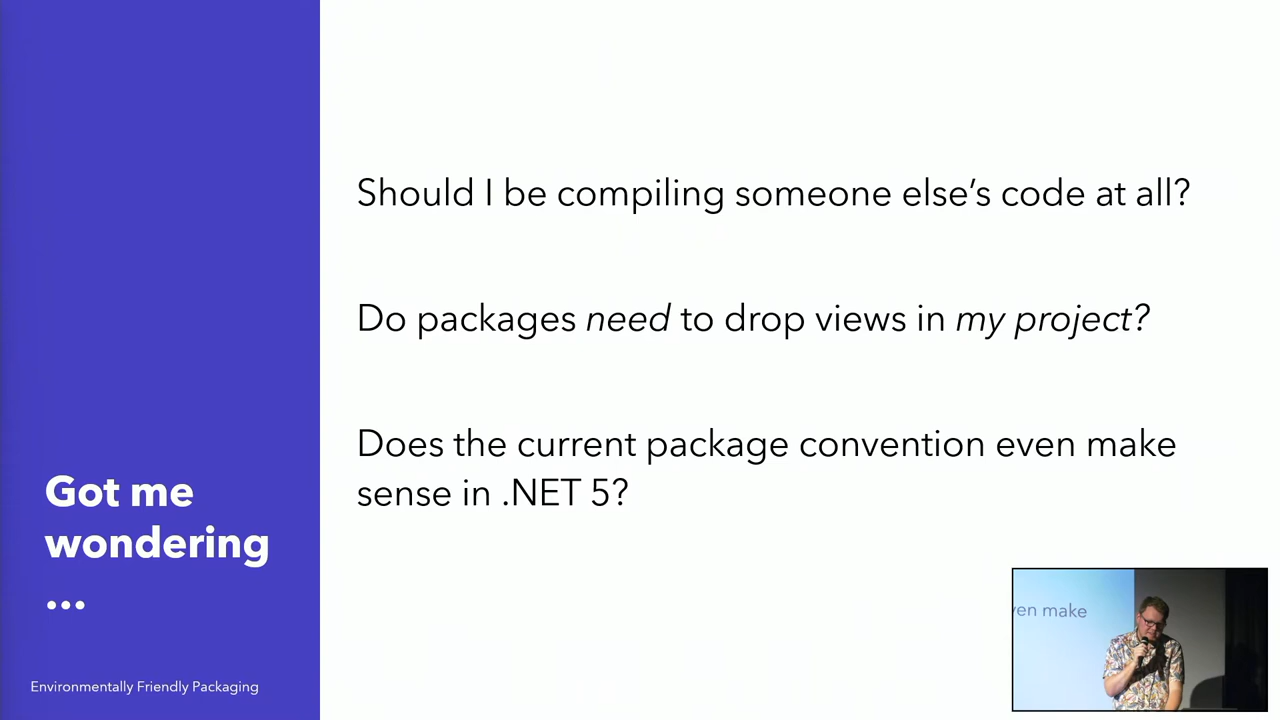 Got me
wondering
...
Environmentally Friendly Packaging
Should I be compiling someone else’s code at all?
Do packages need to drop views in my project?
Does the current package convention even make
sense in .NET 5?
ven make